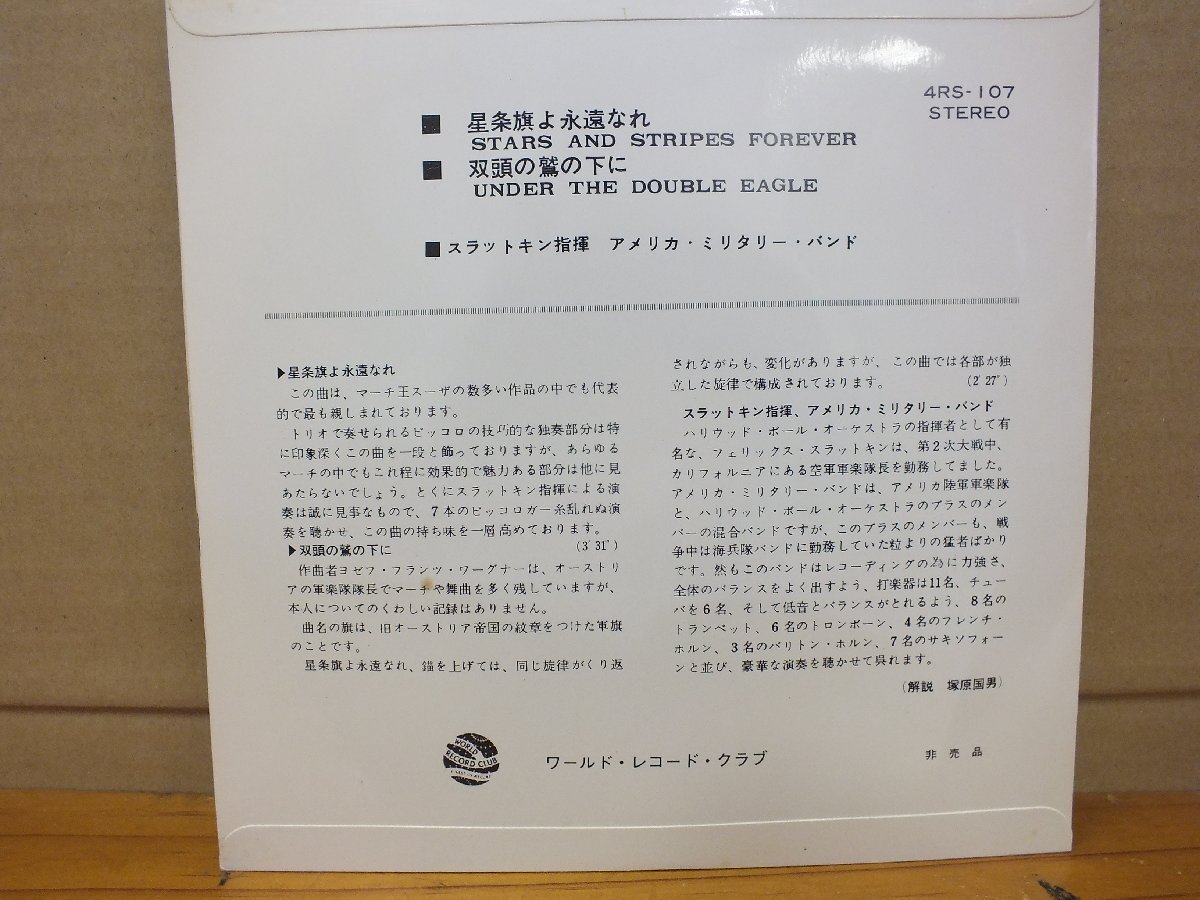 4RS-107
STEREO
■ 星条旗よ永遠なれ
STARS AND STRIPES FOREVER
■ 双頭の鷲の下に
UNDER THE DOUBLE EAGLE
■ スラットキン指揮 アメリカ・ミリタリー・バンド
▶星条旗よ永遠なれ
この曲は、マーチ王スーザの数多い作品の中でも代表
的で最も親しまれております。
トリオで奏せられるピッコロの技巧的な独奏部分は特
に印象深くこの曲を一段と飾っておりますが、あらゆる
マーチの中でもこれ程に効果的で魅力ある部分は他に見
あたらないでしょう。とくにスラットキン指揮による演
奏は誠に見事なもので、7本のピッコロが一糸乱れぬ演
奏を聴かせ、この曲の持ち味を一層高めております。
(3′31″)
▶双頭の鷲の下に
作曲者ヨゼフ・フランツ・ワーグナーは、オーストリ
アの軍楽隊隊長でマーチや舞曲を多く残していますが、
本人についてのくわしい記録はありません。
曲名の旗は、旧オーストリア帝国の紋章をつけた軍旗
のことです。
星条旗よ永遠なれ、錨を上げては、同じ旋律がくり返
されながらも、変化がありますが、この曲では各部が独
立した旋律で構成されております。 (2′27″)
スラットキン指揮、アメリカ・ミリタリー・バンド
ハリウッド・ボール・オーケストラの指揮者として有
名な、フェリックス・スラットキンは、第2次大戦中、
カリフォルニアにある空軍軍楽隊長を勤務してました。
アメリカ・ミリタリー・バンドは、アメリカ陸軍軍楽隊
と、ハリウッド・ボール・オーケストラのブラスのメン
バーの混合バンドですが、このブラスのメンバーも、戦
争中は海兵隊バンドに勤務していた粒よりの猛者ばかり
です。然もこのバンドはレコーディングの為に力強さ、
全体のバランスをよく出すよう、打楽器は11名、チュー
バを6名、そして低音とバランスがとれるよう、8名の
トランペット、6名のトロンボーン、4名のフレンチ・
ホルン、3名のバリトン・ホルン、7名のサキソフォー
ンと並び、豪華な演奏を聴かせて呉れます。
(解説 塚原国男)
WORLD
RECORD CLUB
ワールド・レコード・クラブ
非売品